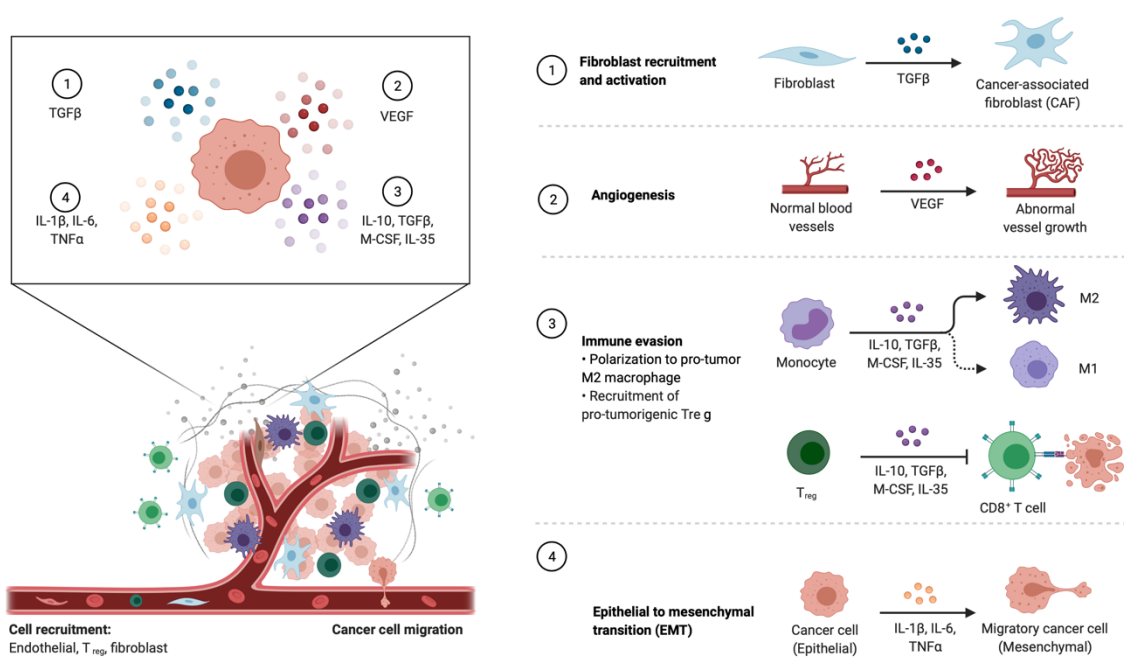 1
TGFβ
2
VEGF
4
IL-1β, IL-6,
TNFα
3
IL-10, TGFβ,
M-CSF, IL-35
Cell recruitment:
Endothelial, T reg, fibroblast
Cancer cell migration
1
Fibroblast recruitment
and activation
Fibroblast
TGFβ
Cancer-associated
fibroblast (CAF)
2
Angiogenesis
Normal blood
vessels
VEGF
Abnormal
vessel growth
3
Immune evasion
• Polarization to pro-tumor
M2 macrophage
• Recruitment of
pro-tumorigenic Tre g
Monocyte
IL-10, TGFβ,
M-CSF, IL-35
M2
M1
Treg
IL-10, TGFβ,
M-CSF, IL-35
CD8+ T cell
4
Epithelial to mesenchymal
transition (EMT)
Cancer cell
(Epithelial)
IL-1β, IL-6,
TNFα
Migratory cancer cell
(Mesenchymal)